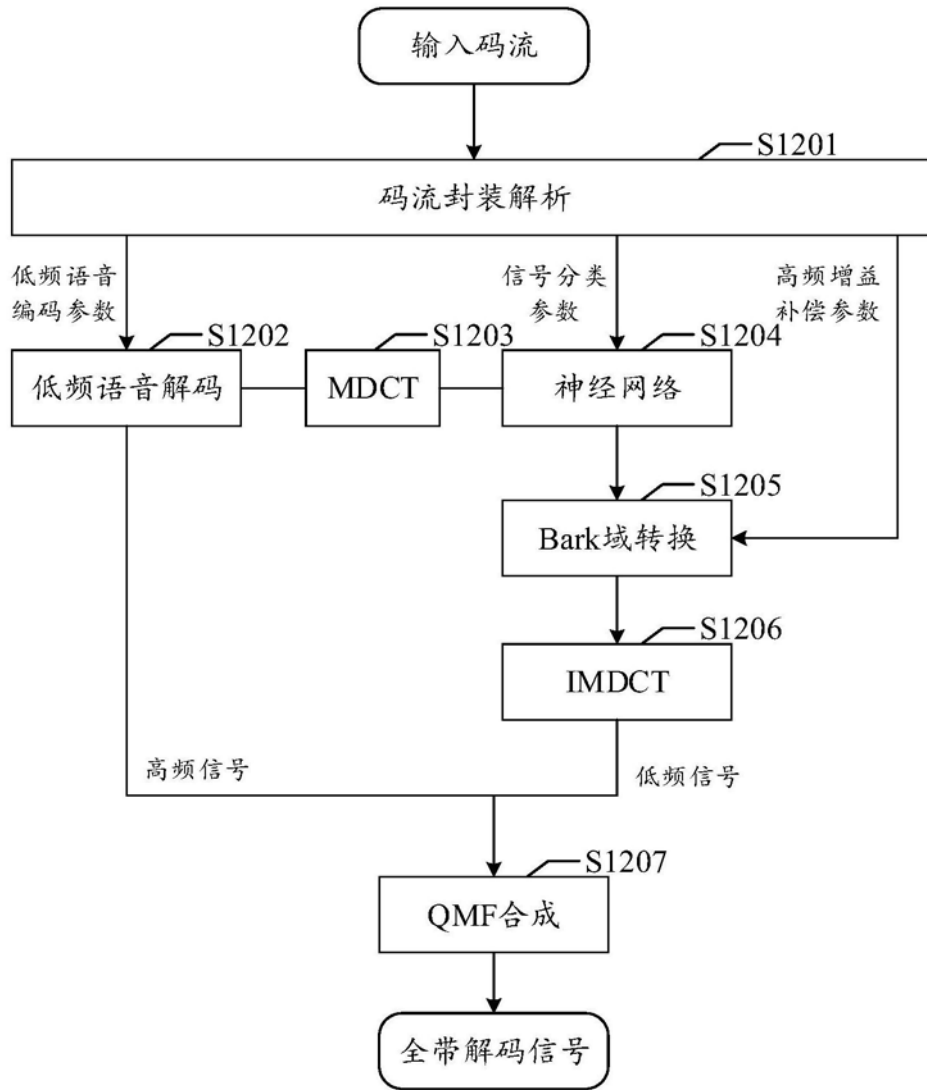 输入码流
S1201
码流封装解析
低频语音
编码参数
信号分类
参数
高频增益
补偿参数
S1202
S1203
S1204
低频语音解码
MDCT
神经网络
S1205
Bark域转换
S1206
IMDCT
高频信号
低频信号
S1207
QMF合成
全带解码信号